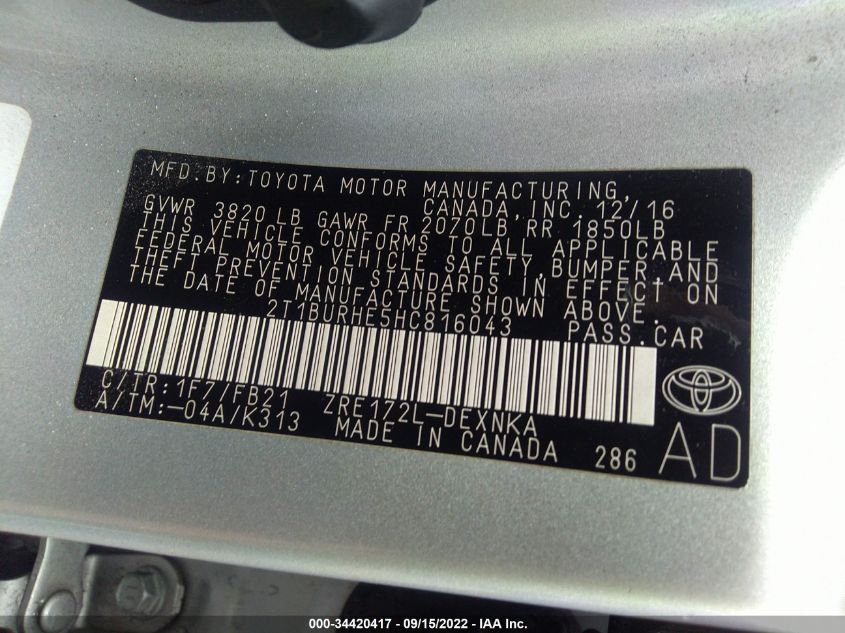 MFD.BY:TOYOTA MOTOR MANUFACTURING,
CANADA,INC. 12/16
GVWR 3820 LB GAWR FR 2070LB RR 1850LB
THIS VEHICLE CONFORMS TO ALL APPLICABLE
FEDERAL MOTOR VEHICLE SAFETY,BUMPER AND
THEFT PREVENTION STANDARDS IN EFFECT ON
THE DATE OF MANUFACTURE SHOWN ABOVE.
2T1BURHE5HC816043 PASS.CAR
C/TR:1F7/FB21 ZRE172L-DEXNKA
A/TM:-04A/K313 MADE IN CANADA 286 AD
000-34420417 - 09/15/2022 - IAA Inc.